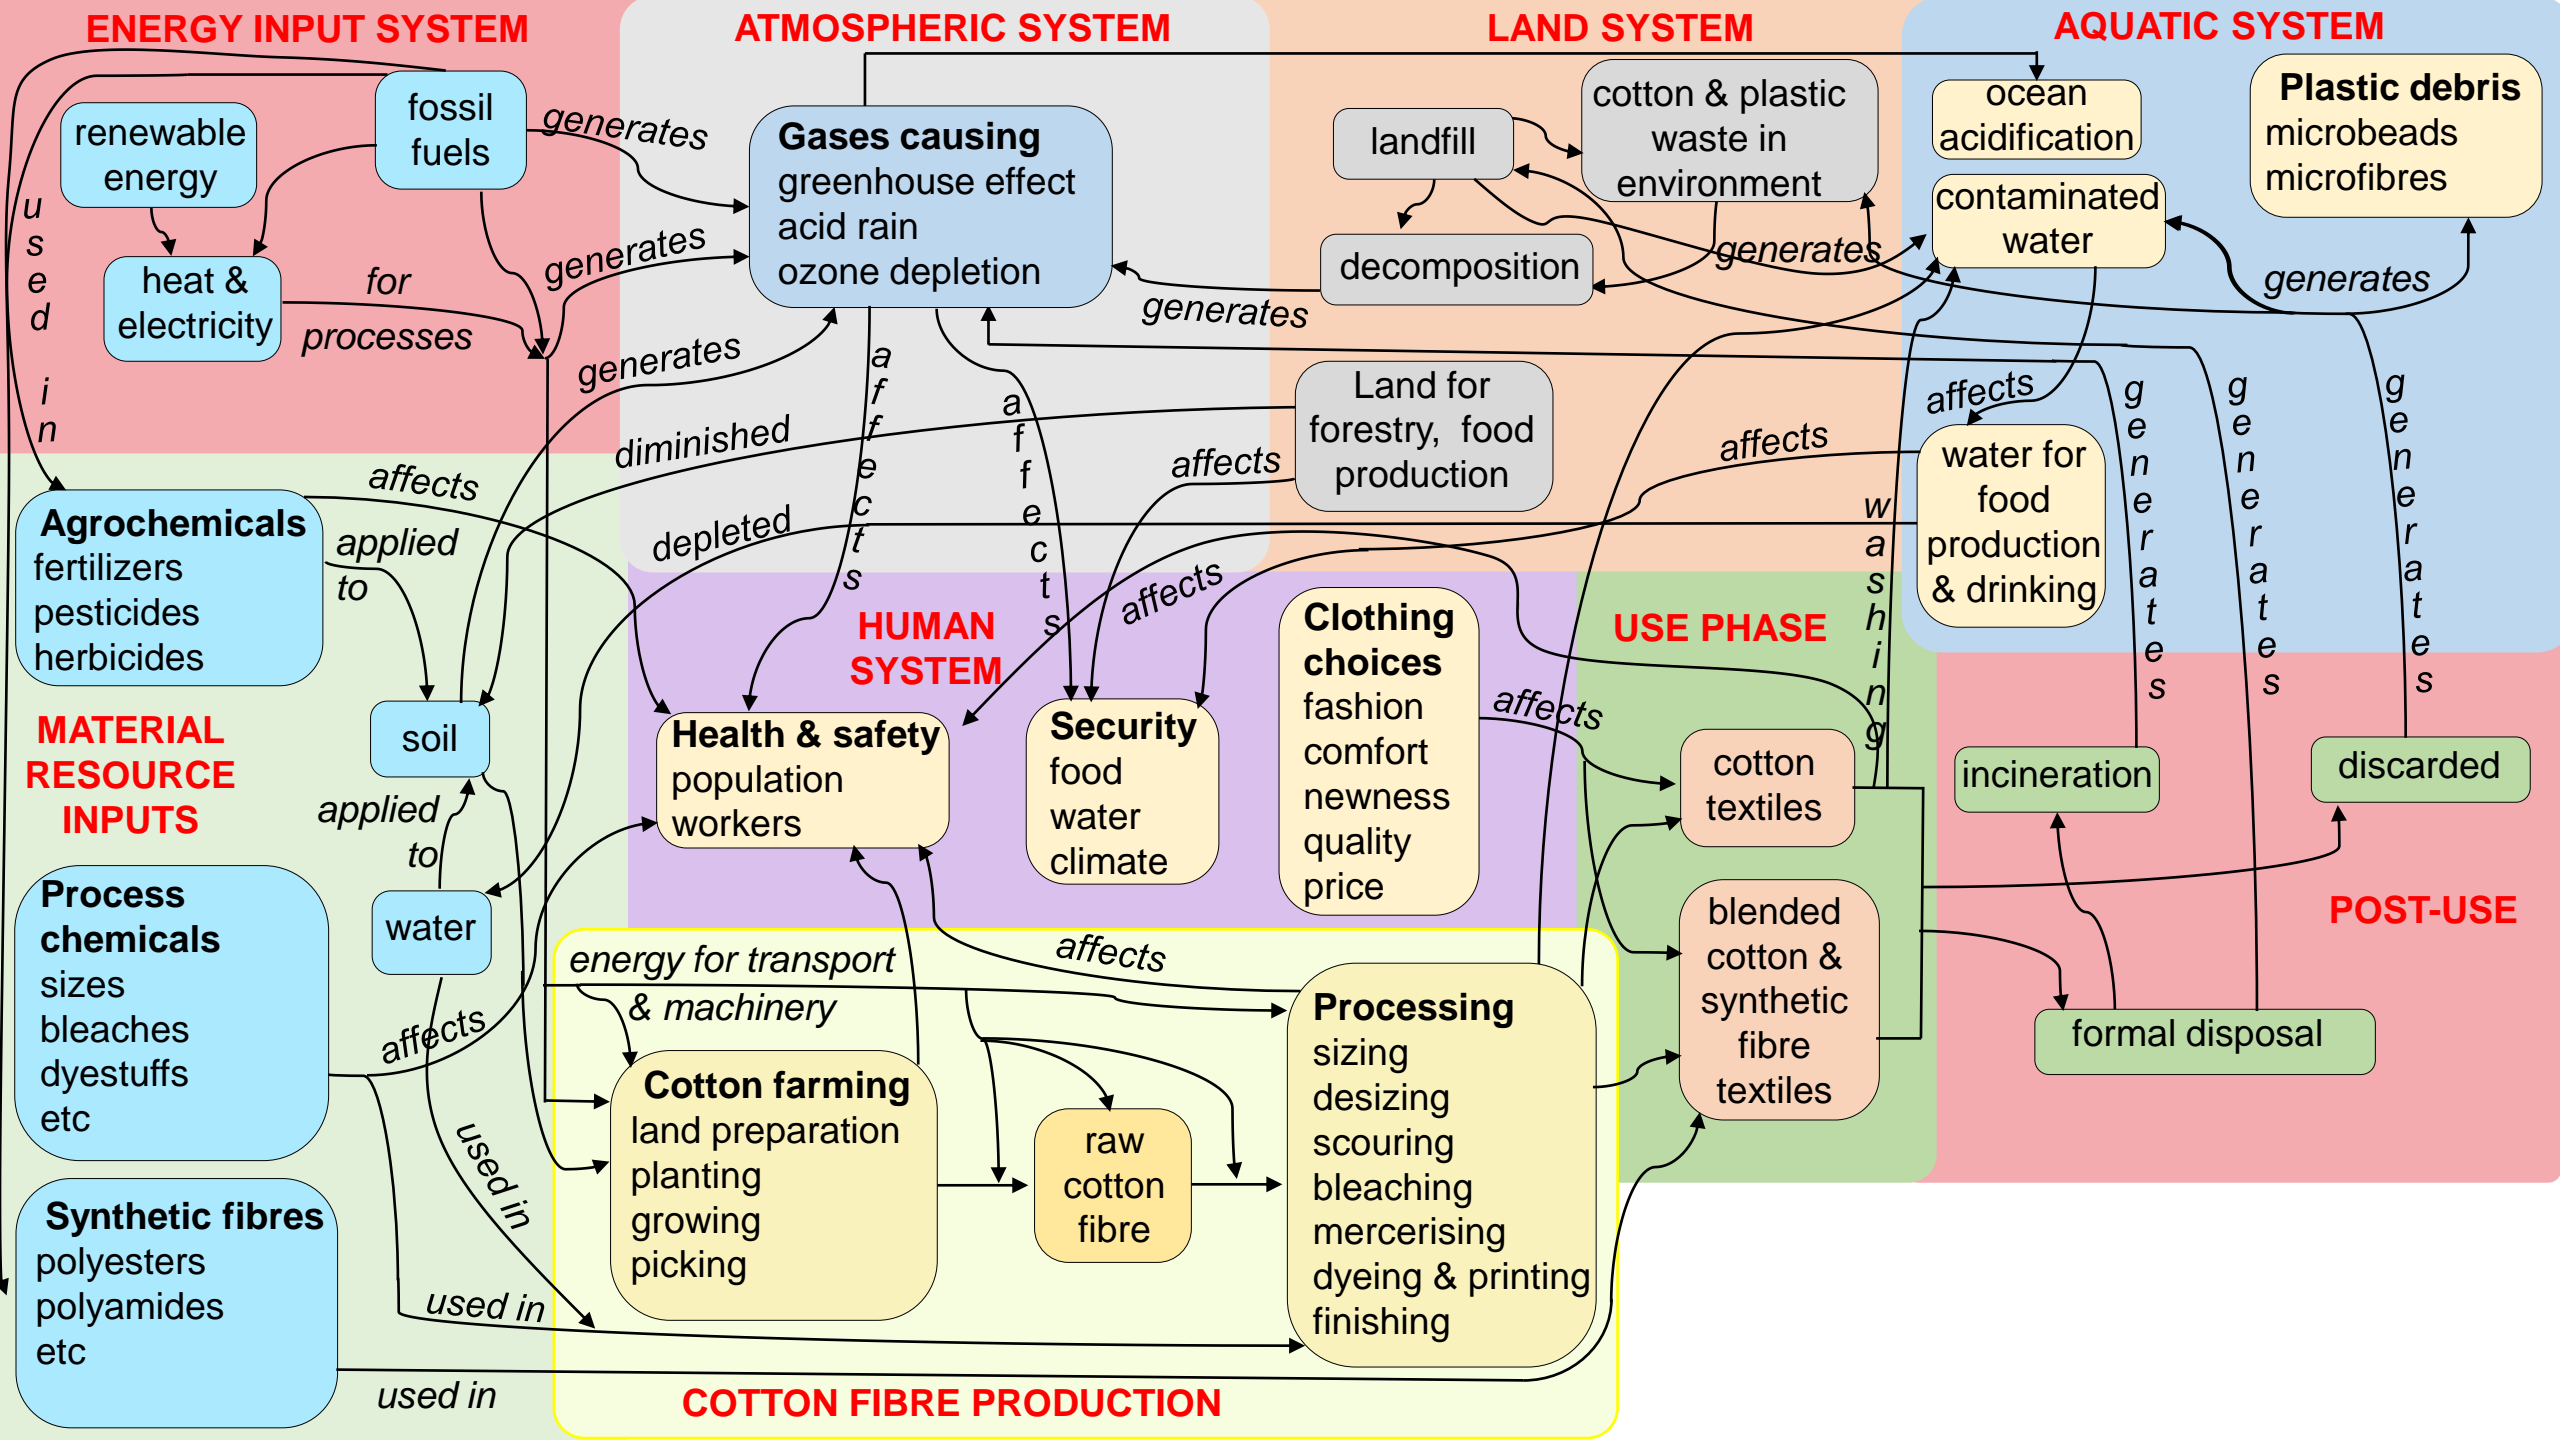 ENERGY INPUT SYSTEM
ATMOSPHERIC SYSTEM
LAND SYSTEM
AQUATIC SYSTEM
renewable
energy
fossil
fuels
heat &
electricity
for
processes
used in
generates
generates
generates
Gases causing
greenhouse effect
acid rain
ozone depletion
landfill
cotton & plastic
waste in
environment
decomposition
generates
generates
Land for
forestry, food
production
ocean
acidification
contaminated
water
Plastic debris
microbeads
microfibres
generates
affects
water for
food
production
& drinking
affects
affects
affects
affects
diminished
depleted
affects
affects
washing
generates
generates
generates
MATERIAL
RESOURCE
INPUTS
Agrochemicals
fertilizers
pesticides
herbicides
applied
to
soil
applied
to
water
Process
chemicals
sizes
bleaches
dyestuffs
etc
affects
used in
used in
Synthetic fibres
polyesters
polyamides
etc
used in
HUMAN
SYSTEM
Health & safety
population
workers
Security
food
water
climate
Clothing
choices
fashion
comfort
newness
quality
price
affects
USE PHASE
cotton
textiles
blended
cotton &
synthetic
fibre
textiles
POST-USE
incineration
discarded
formal disposal
energy for transport
& machinery
affects
Cotton farming
land preparation
planting
growing
picking
raw
cotton
fibre
Processing
sizing
desizing
scouring
bleaching
mercerising
dyeing & printing
finishing
COTTON FIBRE PRODUCTION